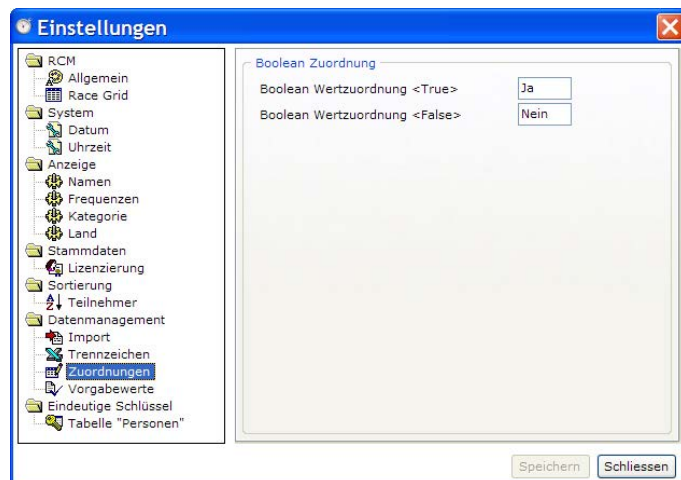 Einstellungen
RCM
Allgemein
Race Grid
System
Datum
Uhrzeit
Anzeige
Namen
Frequenzen
Kategorie
Land
Stammdaten
Lizenzierung
Sortierung
Teilnehmer
Datenmanagement
Import
Trennzeichen
Zuordnungen
Vorgabewerte
Eindeutige Schlüssel
Tabelle "Personen"
Boolean Zuordnung
Boolean Wertzuordnung <True> Ja
Boolean Wertzuordnung <False> Nein
Speichern Schliessen